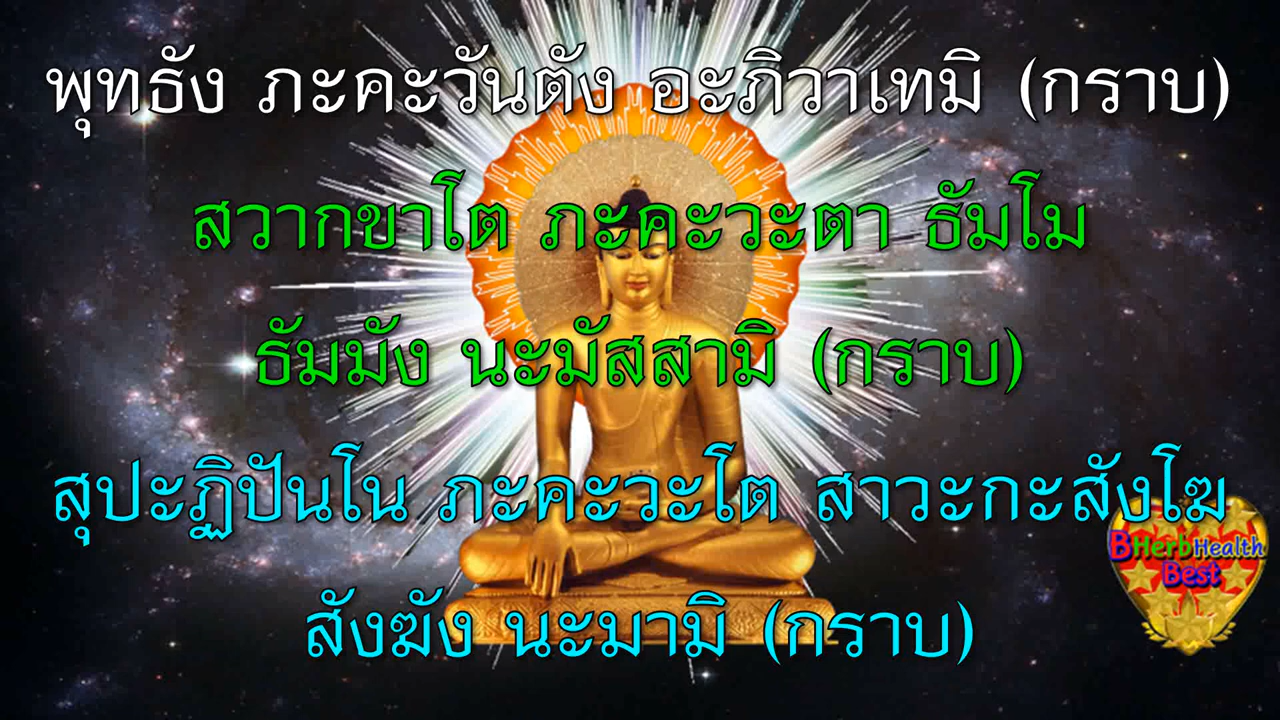 พุทธัง ภะคะวันตัง อะภิวาเทมิ (กราบ)
สวากขาโต ภะคะวะตา ธัมโม
ธัมมัง นะมัสสามิ (กราบ)
สุปะฏิปันโน ภะคะวะโต สาวะกะสังโฆ
สังฆัง นะมามิ (กราบ)
BHerbHealth
Best